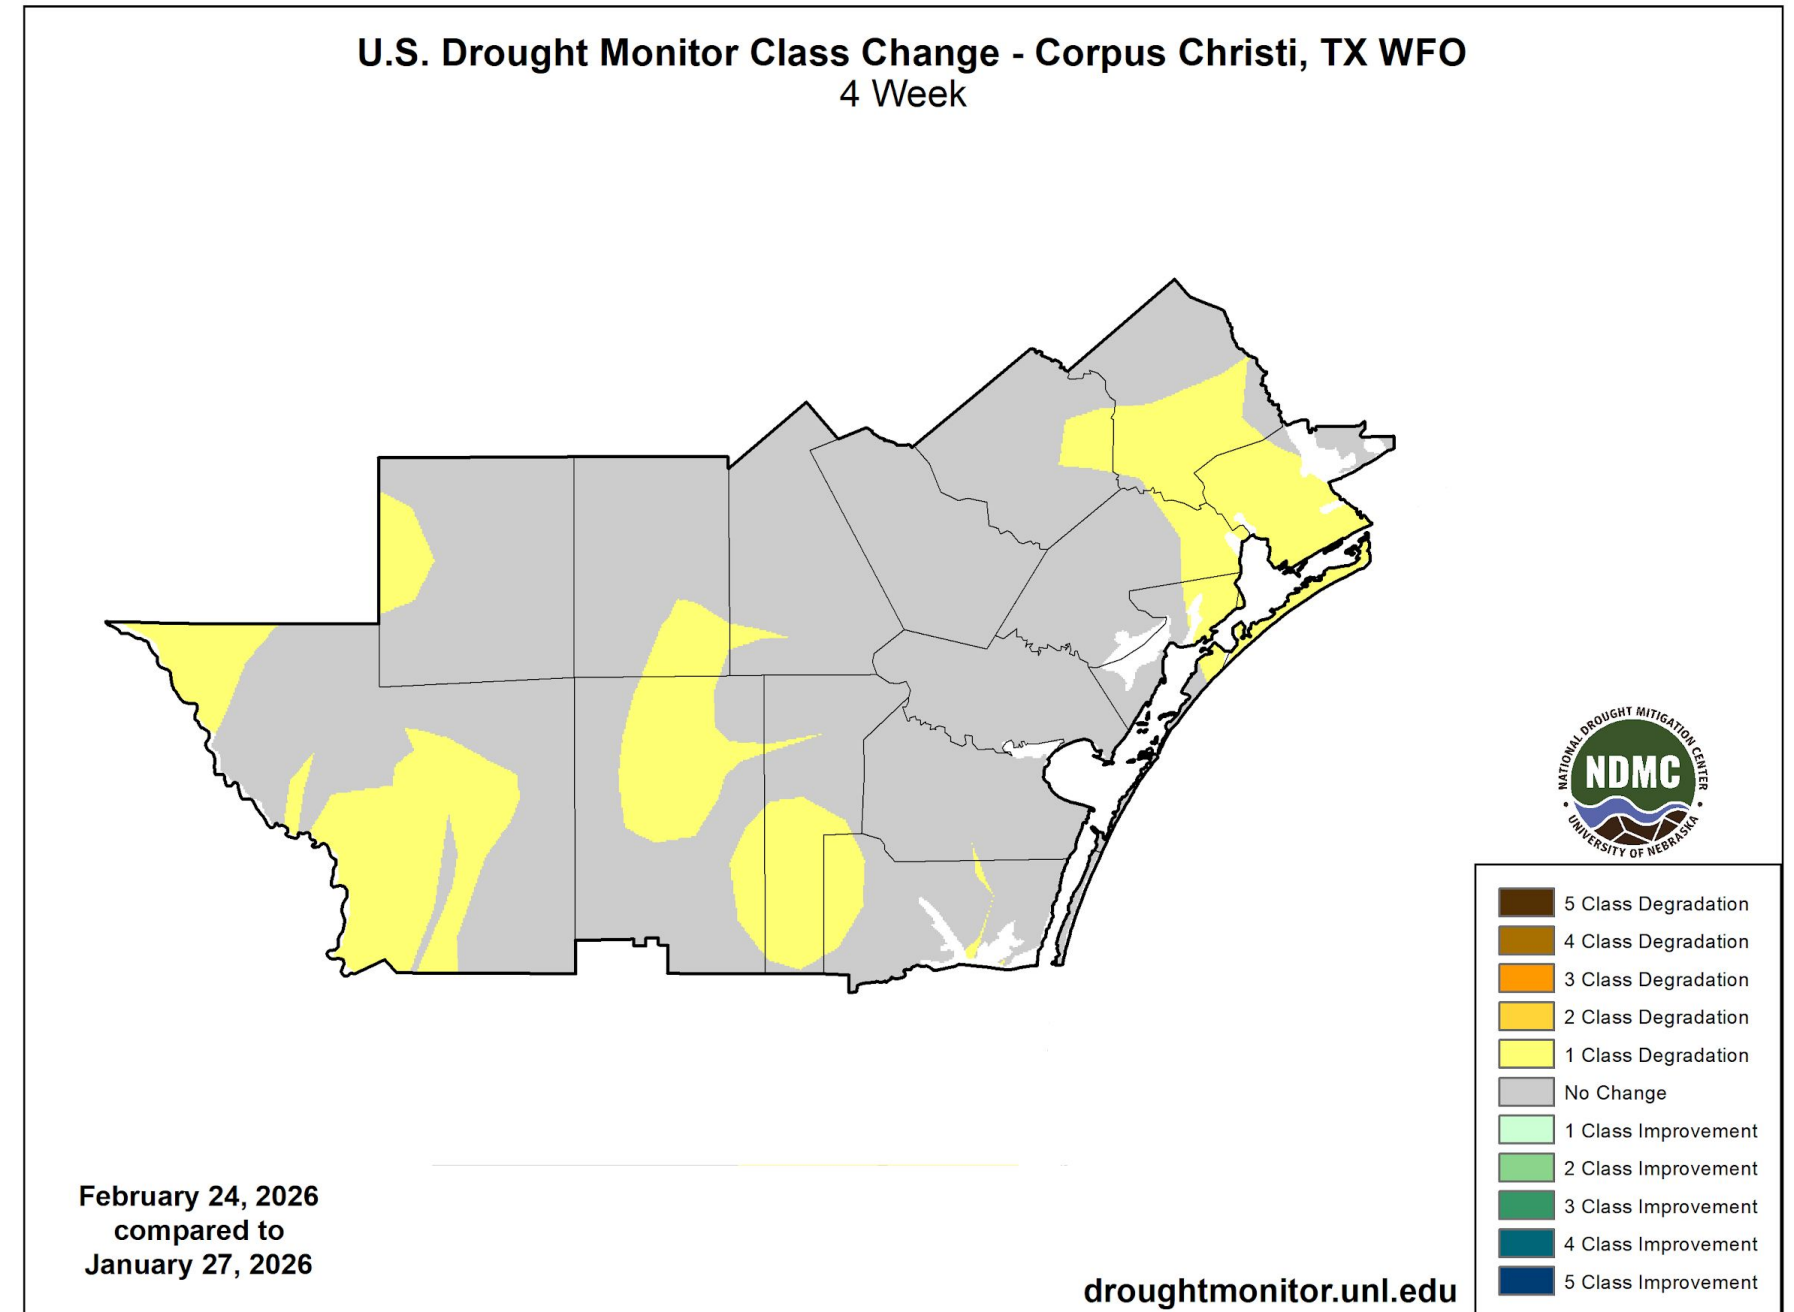 U.S. Drought Monitor Class Change - Corpus Christi, TX WFO
4 Week
NATIONAL DROUGHT MITIGATION CENTER
NDMC
UNIVERSITY OF NEBRASKA
5 Class Degradation
4 Class Degradation
3 Class Degradation
2 Class Degradation
1 Class Degradation
No Change
1 Class Improvement
2 Class Improvement
3 Class Improvement
4 Class Improvement
5 Class Improvement
February 24, 2026
compared to
January 27, 2026
droughtmonitor.unl.edu